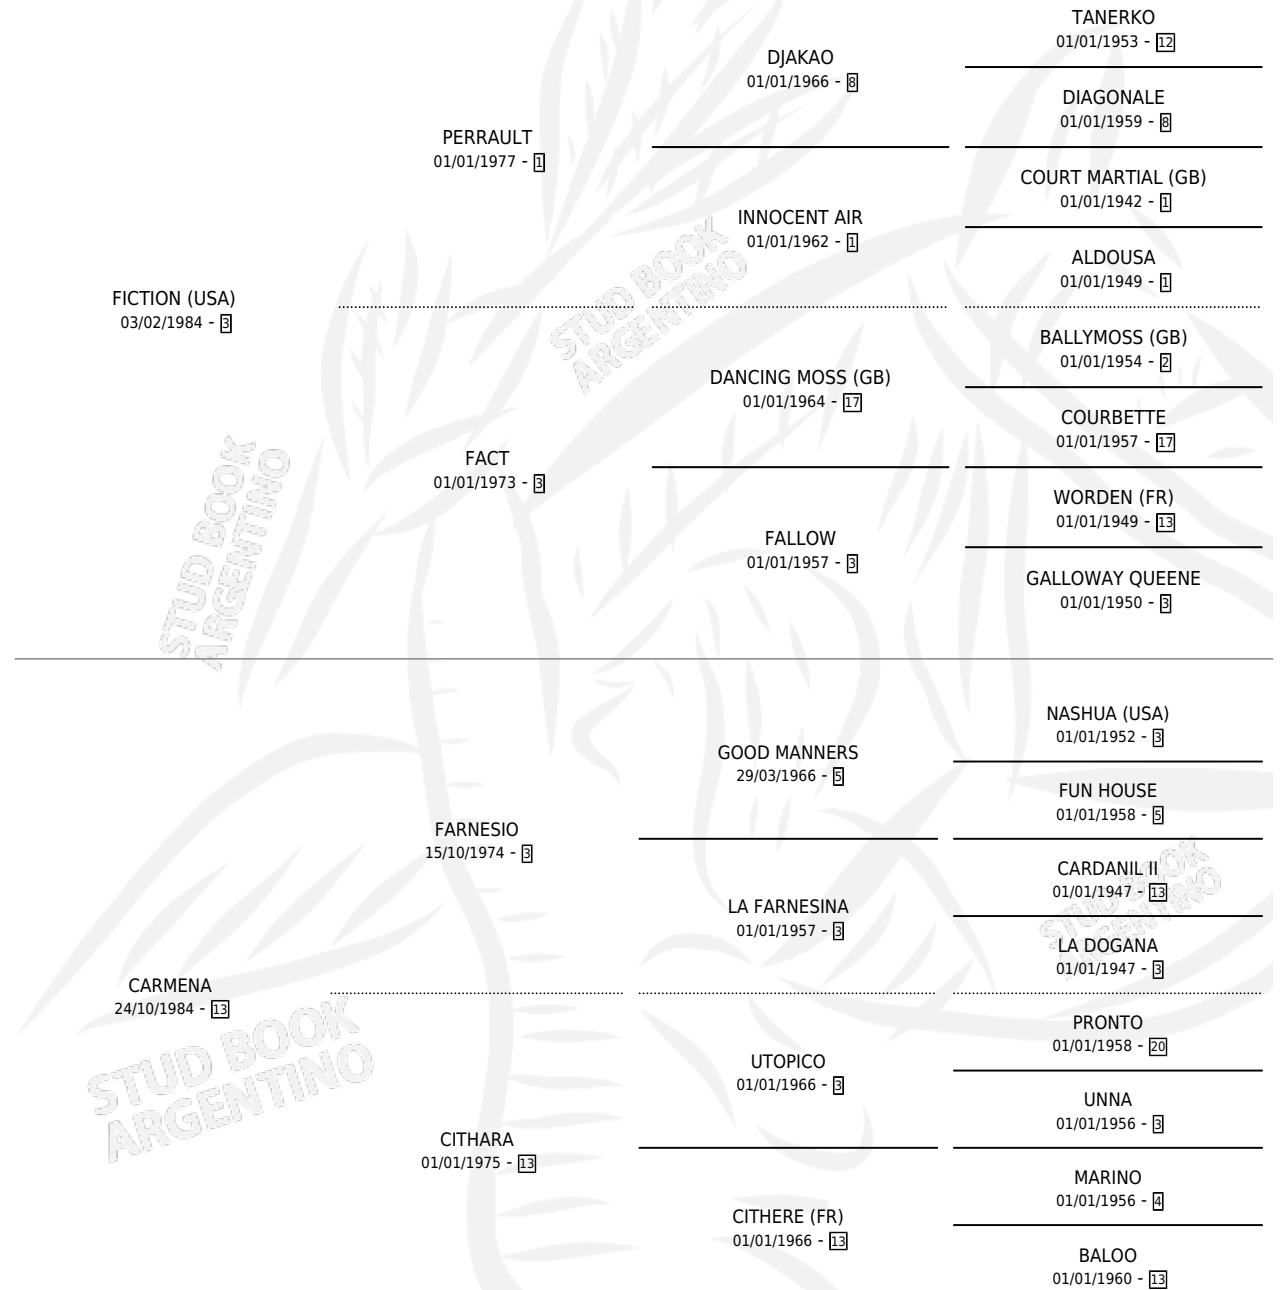 TANERKO
01/01/1953 - 12
DJAKAO
01/01/1966 - 8
DIAGONALE
01/01/1959 - 8
PERRAULT
01/01/1977 - 1
COURT MARTIAL (GB)
01/01/1942 - 1
INNOCENT AIR
01/01/1962 - 1
ALDOUSA
01/01/1949 - 1
FICTION (USA)
03/02/1984 - 3
STUD BOOK
ARGENTINO
BALLYMOSS (GB)
01/01/1954 - 2
DANCING MOSS (GB)
01/01/1964 - 17
COURBETTE
01/01/1957 - 17
FACT
01/01/1973 - 3
WORDEN (FR)
01/01/1949 - 13
FALLOW
01/01/1957 - 3
GALLOWAY QUEENE
01/01/1950 - 3
STUD BOOK
ARGENTINO
NASHUA (USA)
01/01/1952 - 3
GOOD MANNERS
29/03/1966 - 5
FUN HOUSE
01/01/1958 - 5
FARNESIO
15/10/1974 - 3
CARDANIL II
01/01/1947 - 13
LA FARNESINA
01/01/1957 - 3
STUD BOOK
ARGENTINO
LA DOGANA
01/01/1947 - 3
CARMENA
24/10/1984 - 13
PRONTO
01/01/1958 - 20
UTOPICO
01/01/1966 - 3
STUD BOOK
ARGENTINO
UNNA
01/01/1956 - 3
CITHARA
01/01/1975 - 13
MARINO
01/01/1956 - 4
CITHERE (FR)
01/01/1966 - 13
BALOO
01/01/1960 - 13